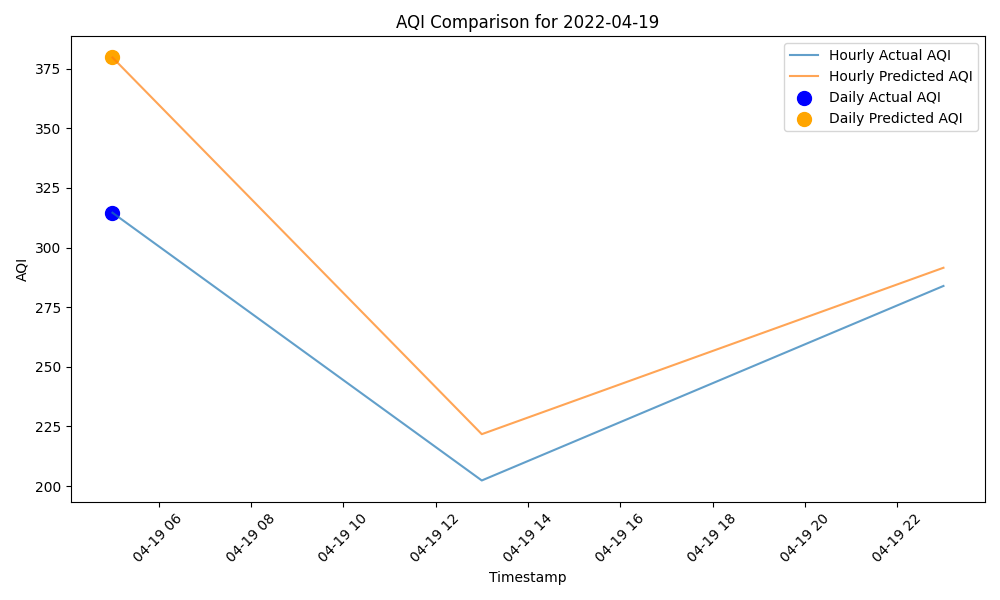 AQI Comparison for 2022-04-19
Hourly Actual AQI
Hourly Predicted AQI
Daily Actual AQI
Daily Predicted AQI
AQI
375
350
325
300
275
250
225
200
04-19 06
04-19 08
04-19 10
04-19 12
04-19 14
04-19 16
04-19 18
04-19 20
04-19 22
Timestamp